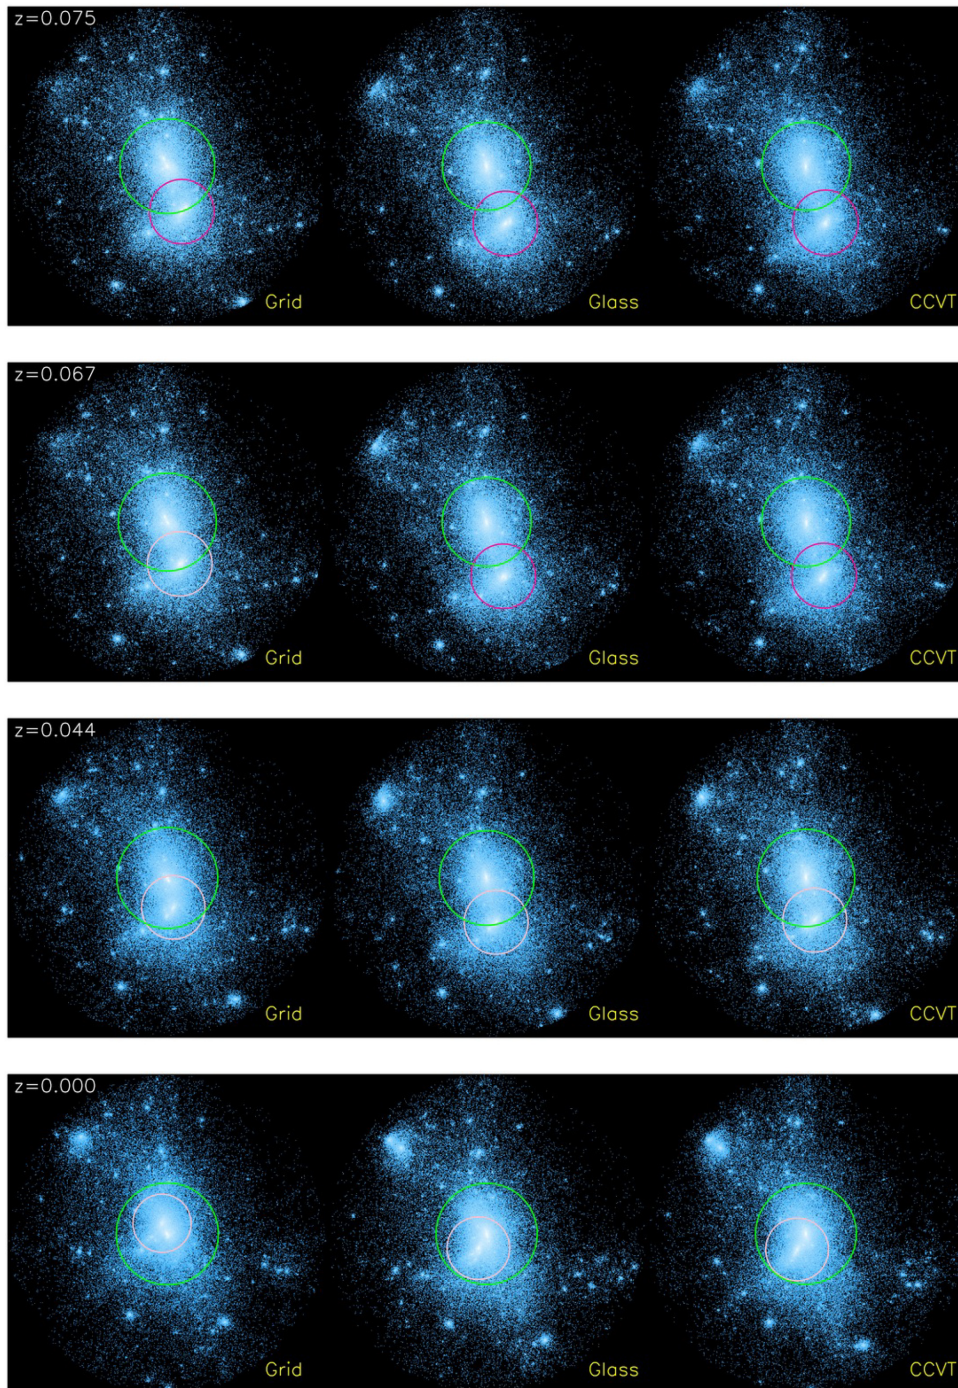 z=0.075
Grid Glass CCVT
z=0.067
Grid Glass CCVT
z=0.044
Grid Glass CCVT
z=0.000
Grid Glass CCVT